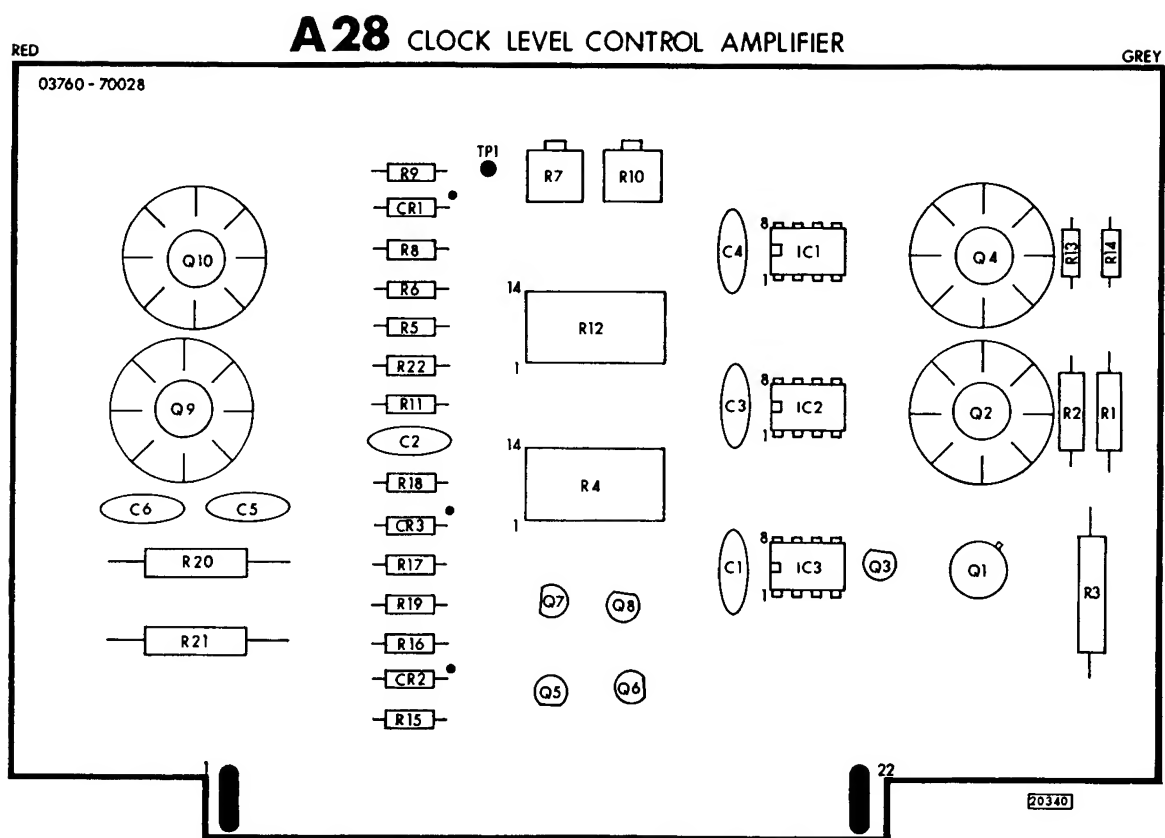 A28 CLOCK LEVEL CONTROL AMPLIFIER
RED
GREY
03760-70028
TP1
R9
R7
R10
CR1
Q10
R8
C4
8
IC1
1
Q4
R13
R14
R6
14
R12
1
R5
R22
Q9
R11
C3
8
IC2
1
Q2
R2
R1
C2
14
R4
1
R18
C6
C5
CR3
R20
R17
C1
8
IC3
1
Q3
Q1
R3
R19
Q7
Q8
R21
R16
CR2
Q5
Q6
R15
1
22
20340